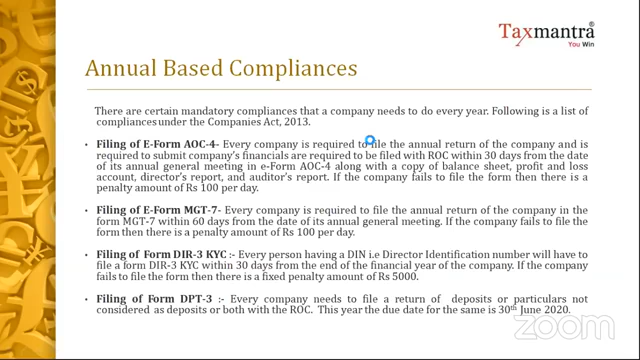 Taxmantra®
You Win
Annual Based Compliances
There are certain mandatory compliances that a company needs to do every year. Following is a list of
compliances under the Companies Act, 2013.
• Filing of E-Form AOC-4- Every company is required to file the annual return of the company and is
required to submit company's financials are required to be filed with ROC within 30 days from the date
of its annual general meeting in e-Form AOC-4 along with a copy of balance sheet, profit and loss
account, director's report, and auditor's report. If the company fails to file the form then there is a
penalty amount of Rs 100 per day.
• Filing of E-Form MGT-7- Every company is required to file the annual return of the company in the
form MGT-7 within 60 days from the date of its annual general meeting. If the company fails to file the
form then there is a penalty amount of Rs 100 per day.
• Filing of Form DIR-3 KYC :- Every person having a DIN i.e Director Identification number will have to
file a form DIR-3 KYC within 30 days from the end of the financial year of the company. If the company
fails to file the form then there is a fixed penalty amount of Rs 5000.
• Filing of Form DPT-3 :- Every company needs to file a return of deposits or particulars not
considered as deposits or both with the ROC. This year the due date for the same is 30th June 2020.
zoom